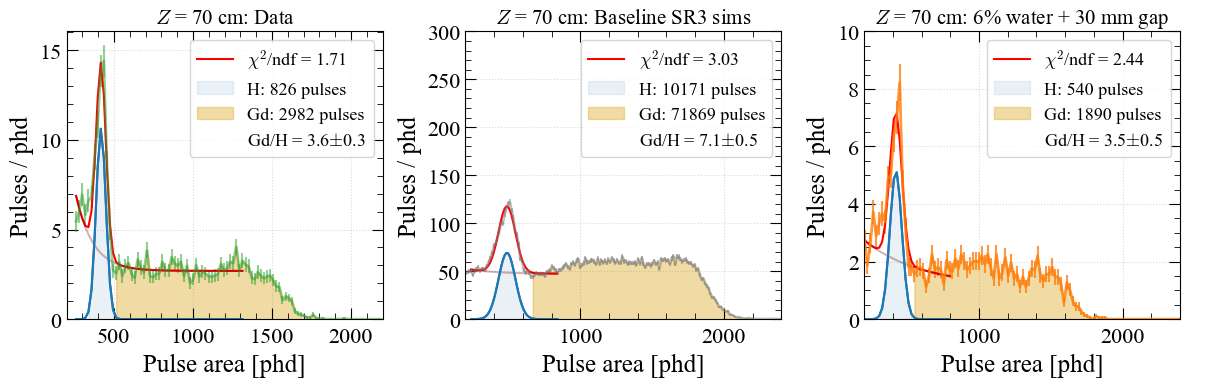 Z = 70 cm: Data
16
15
10
5
0
500
1000
1500
2000
Pulses / phd
Pulse area [phd]
χ²/ndf = 1.71
H: 826 pulses
Gd: 2982 pulses
Gd/H = 3.6±0.3
Z = 70 cm: Baseline SR3 sims
300
250
200
150
100
50
0
1000
2000
Pulses / phd
Pulse area [phd]
χ²/ndf = 3.03
H: 10171 pulses
Gd: 71869 pulses
Gd/H = 7.1±0.5
Z = 70 cm: 6% water + 30 mm gap
10
8
6
4
2
0
1000
2000
Pulses / phd
Pulse area [phd]
χ²/ndf = 2.44
H: 540 pulses
Gd: 1890 pulses
Gd/H = 3.5±0.5